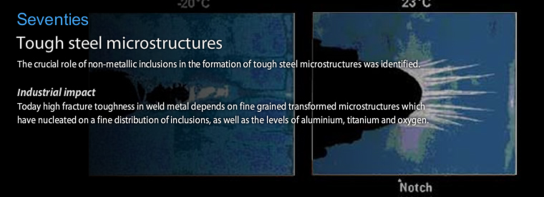 -20°C
23°C
Seventies
Tough steel microstructures
The crucial role of non-metallic inclusions in the formation of tough steel microstructures was identified.
Industrial impact
Today high fracture toughness in weld metal depends on fine grained transformed microstructures which
have nucleated on a fine distribution of inclusions, as well as the levels of aluminium, titanium and oxygen.
Notch